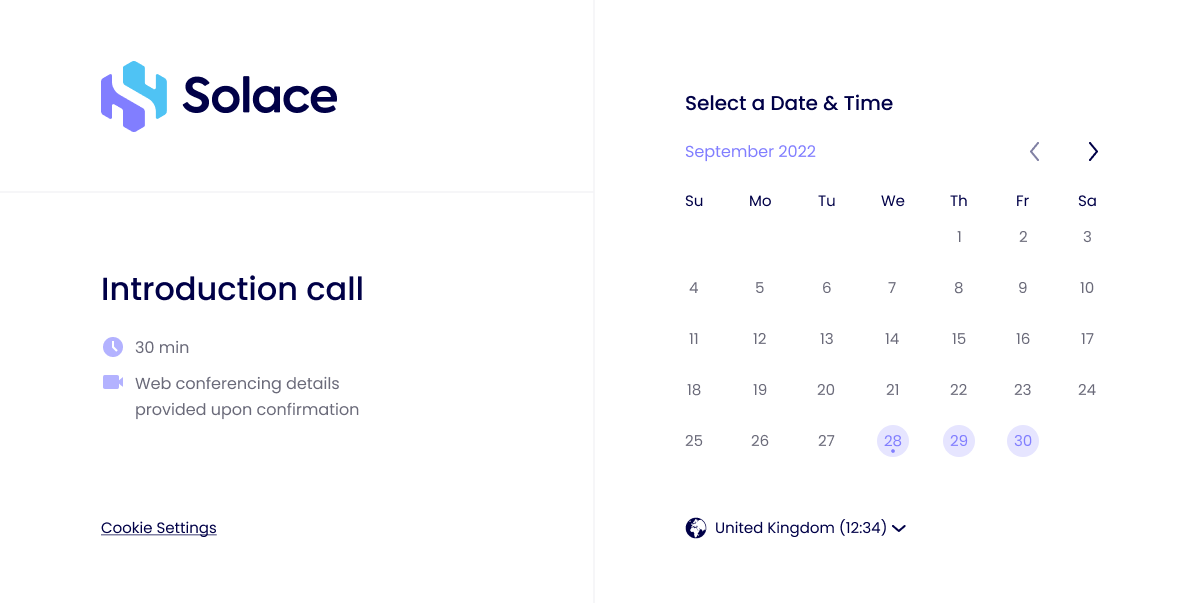 Solace
Introduction call
30 min
Web conferencing details
provided upon confirmation
Cookie Settings
Select a Date & Time
September 2022
Su Mo Tu We Th Fr Sa
1 2 3
4 5 6 7 8 9 10
11 12 13 14 15 16 17
18 19 20 21 22 23 24
25 26 27 28 29 30
United Kingdom (12:34)